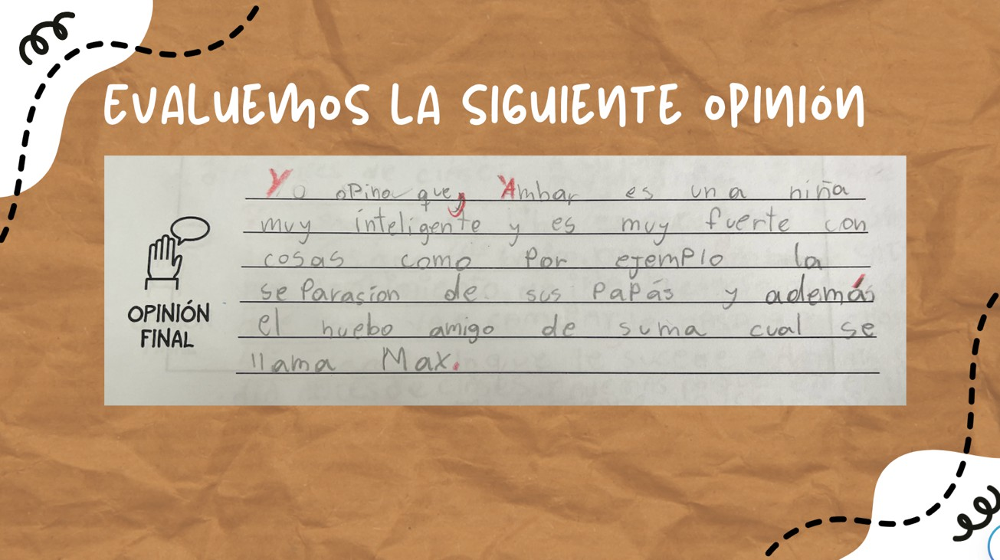 EVALUEMOS LA SIGUIENTE OPINIÓN
Yo opino que, Ambar es una niña
muy inteligente y es muy fuerte con
cosas como por ejemplo la
separasion de sus papás y además
el huebo amigo de suma cual se
llama Max.
OPINIÓN
FINAL